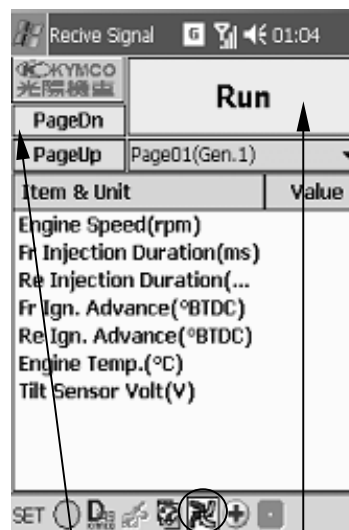 Recive Signal G 01:04
KYMCO
光陽機車
Run
PageDn
PageUp Page01(Gen.1)
Item & Unit Value
Engine Speed(rpm)
Fr Injection Duration(ms)
Re Injection Duration(...
Fr Ign. Advance(°BTDC)
Re Ign. Advance(°BTDC)
Engine Temp.(°C)
Tilt Sensor Volt(V)
SET